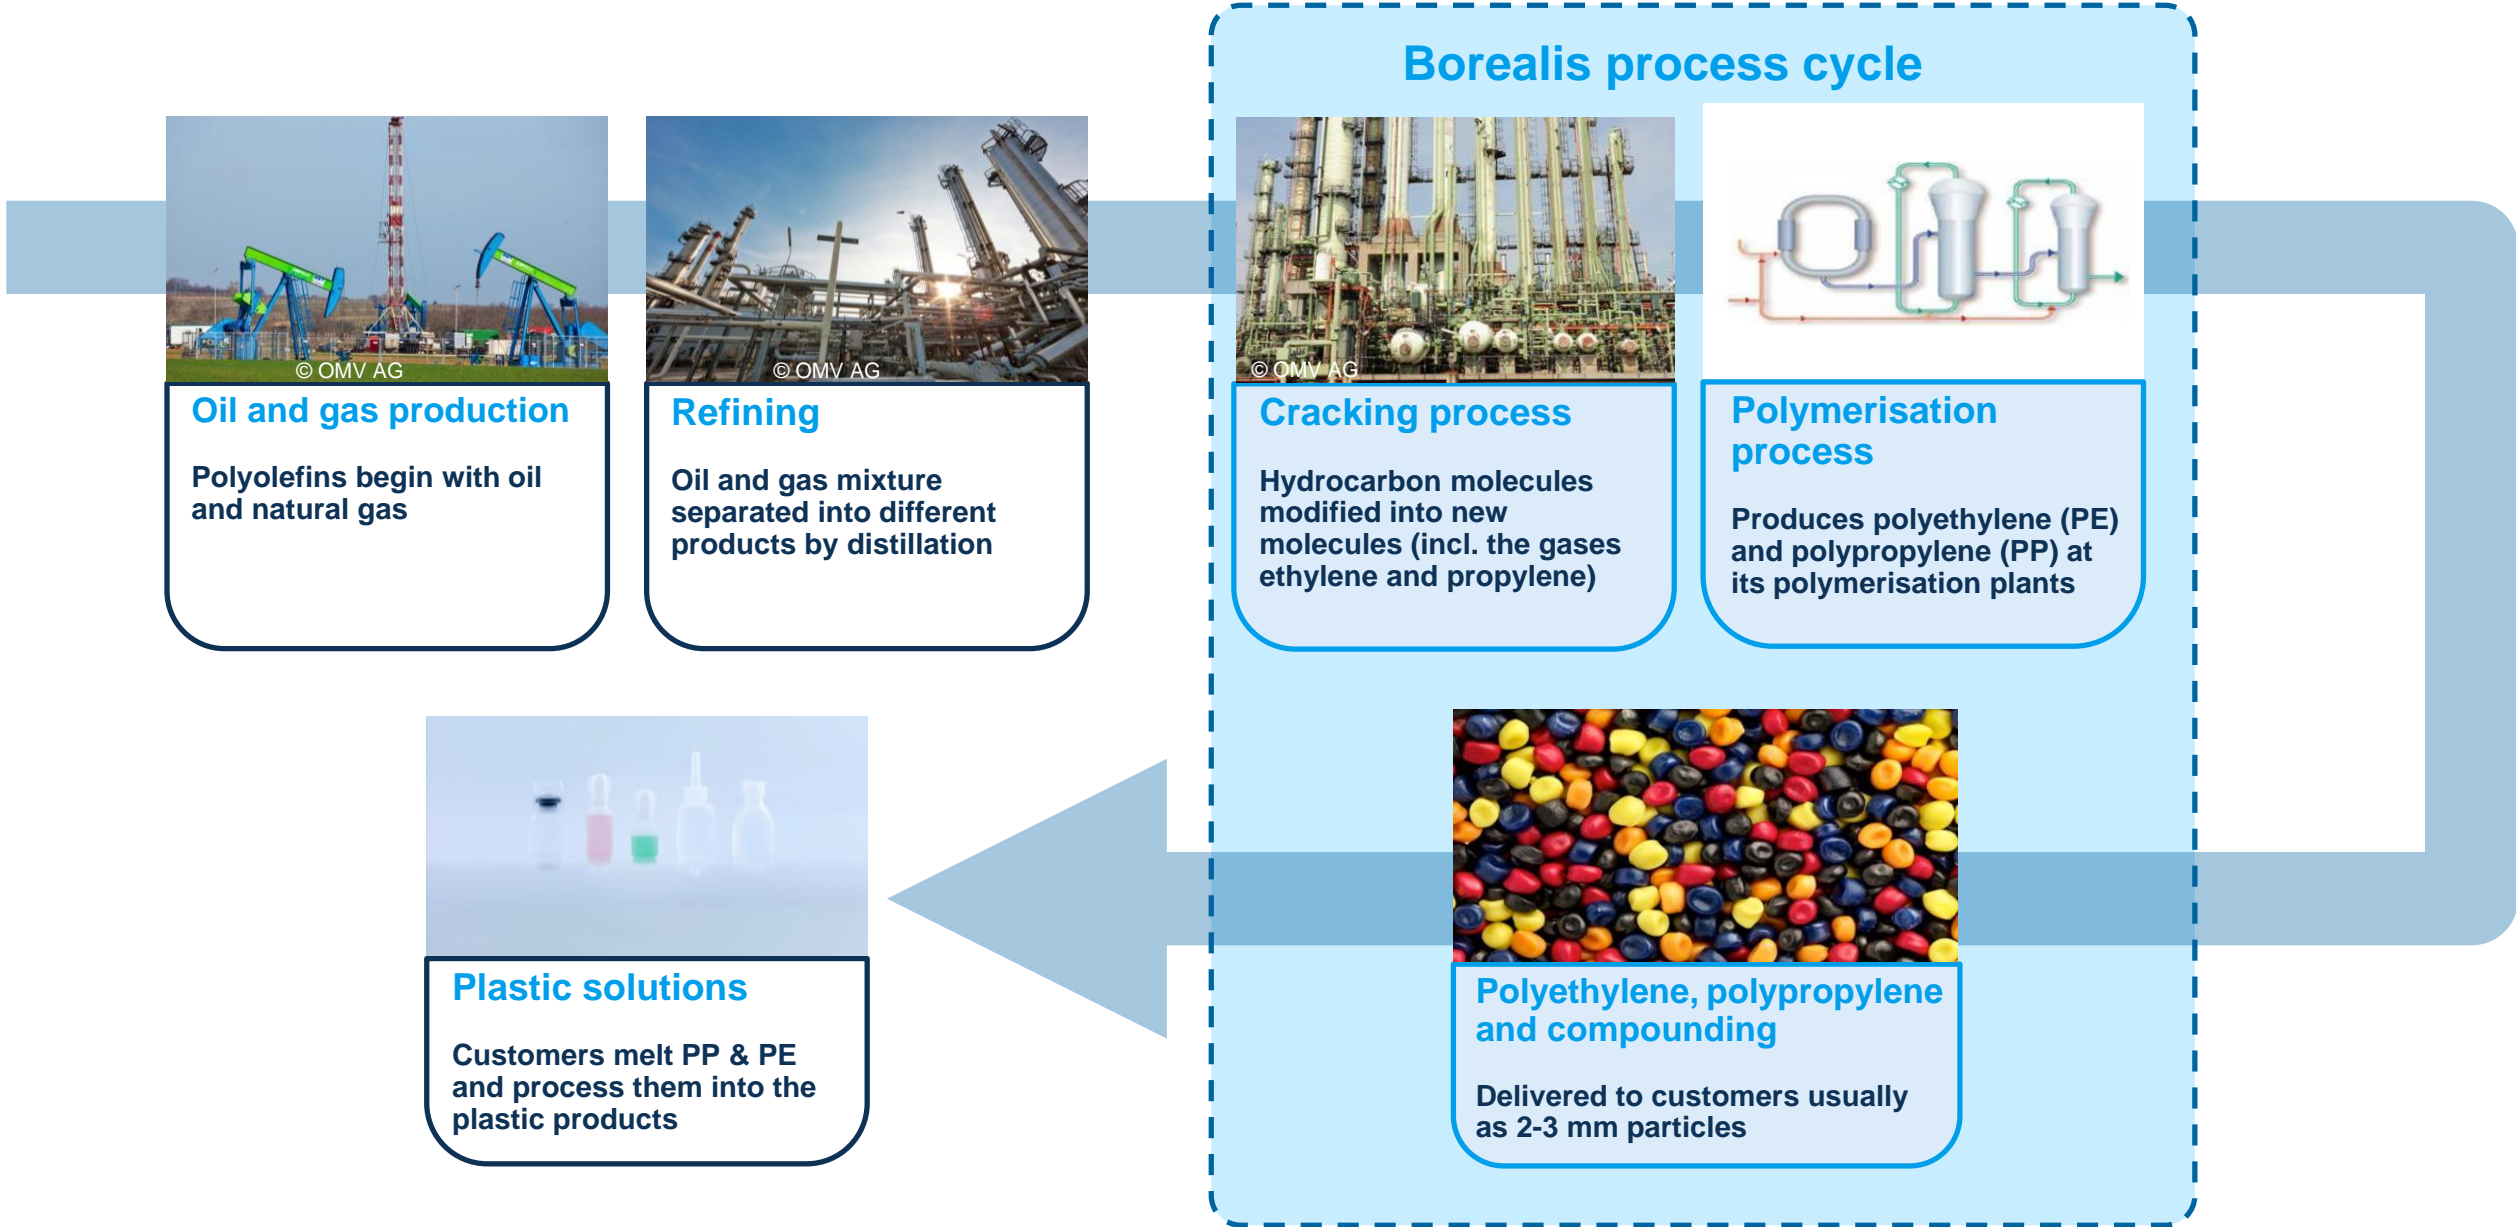 Borealis process cycle
© OMV AG
© OMV AG
© OMV AG
Oil and gas production
Polyolefins begin with oil
and natural gas
Refining
Oil and gas mixture
separated into different
products by distillation
Cracking process
Hydrocarbon molecules
modified into new
molecules (incl. the gases
ethylene and propylene)
Polymerisation
process
Produces polyethylene (PE)
and polypropylene (PP) at
its polymerisation plants
Plastic solutions
Customers melt PP & PE
and process them into the
plastic products
Polyethylene, polypropylene
and compounding
Delivered to customers usually
as 2-3 mm particles